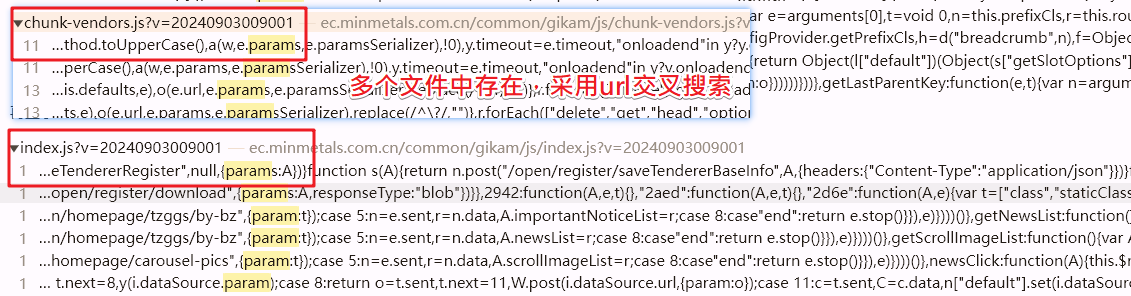 ▼chunk-vendors.js?v=20240903009001 — ec.minmetals.cn/common/gikam/js/chunk-vendors.js?v
var e=arguments[0],t=void 0,n=this.prefixCls,r=this.rou
11 ...thod.toUpperCase(),a(w,e.params,e.paramsSerializer),!0),y.timeout=e.timeout,"onloadend"in y?y.
figProvider.getPrefixCls,h=d("breadcrumb",n),f=Objec
11 ...perCase(),a(w,e.params,e.paramsSerializer),!0),y.timeout=e.timeout,"onloadend"in y?y.onloadend
{return Object(l["default"])(Object(s["getSlotOptions"]
13 ...is.defaults,e),o(e.url,e.params,e.
多个文件中存在，采用url交叉搜索
)}))))))))},getLastParentKey:function(e,t){var n=argum
13 ...ts,e),o(e.url,e.params,e.paramsSerializer).replace(/^\?/,"")},r.forEach(["delete","get","head","option
▼index.js?v=20240903009001 — ec.minmetals.com.cn/gikam/js/index.js?v=20240903009001
1 ...eTendererRegister",null,{params:A})}function s(A){return n.post("/open/register/saveTendererBaseInfo",A,{headers:{"Content-Type":"application/json"}})}f
1 ...open/register/download",{params:A,responseType:"blob"})}},2942:function(A,e,t){},"2aed":function(A,e,t){},"2d6e":function(A,e){var t=["class","staticClass
1 ...n/homepage/tzggs/by-bz",{param:t});case 5:n=e.sent,r=n.data,A.importantNoticeList=r;case 8:case"end":return e.stop()}}),e)})))()},getNewsList:function()
1 ...n/homepage/tzggs/by-bz",{param:t});case 5:n=e.sent,r=n.data,A.newsList=r;case 8:case"end":return e.stop()}}),e)})))()},getScrollImageList:function(){var A
1 ...homepage/carousel-pics",{param:t});case 5:n=e.sent,r=n.data,A.scrollImageList=r;case 8:case"end":return e.stop()}}),e)})))()},newsClick:function(A){this.$r
1 ... t.next=8,y(i.dataSource.param);case 8:return o=t.sent,t.next=11,W.post(i.dataSource.url,{param:o});case 11:c=t.sent,C=c.data,n["default"].set(i.data